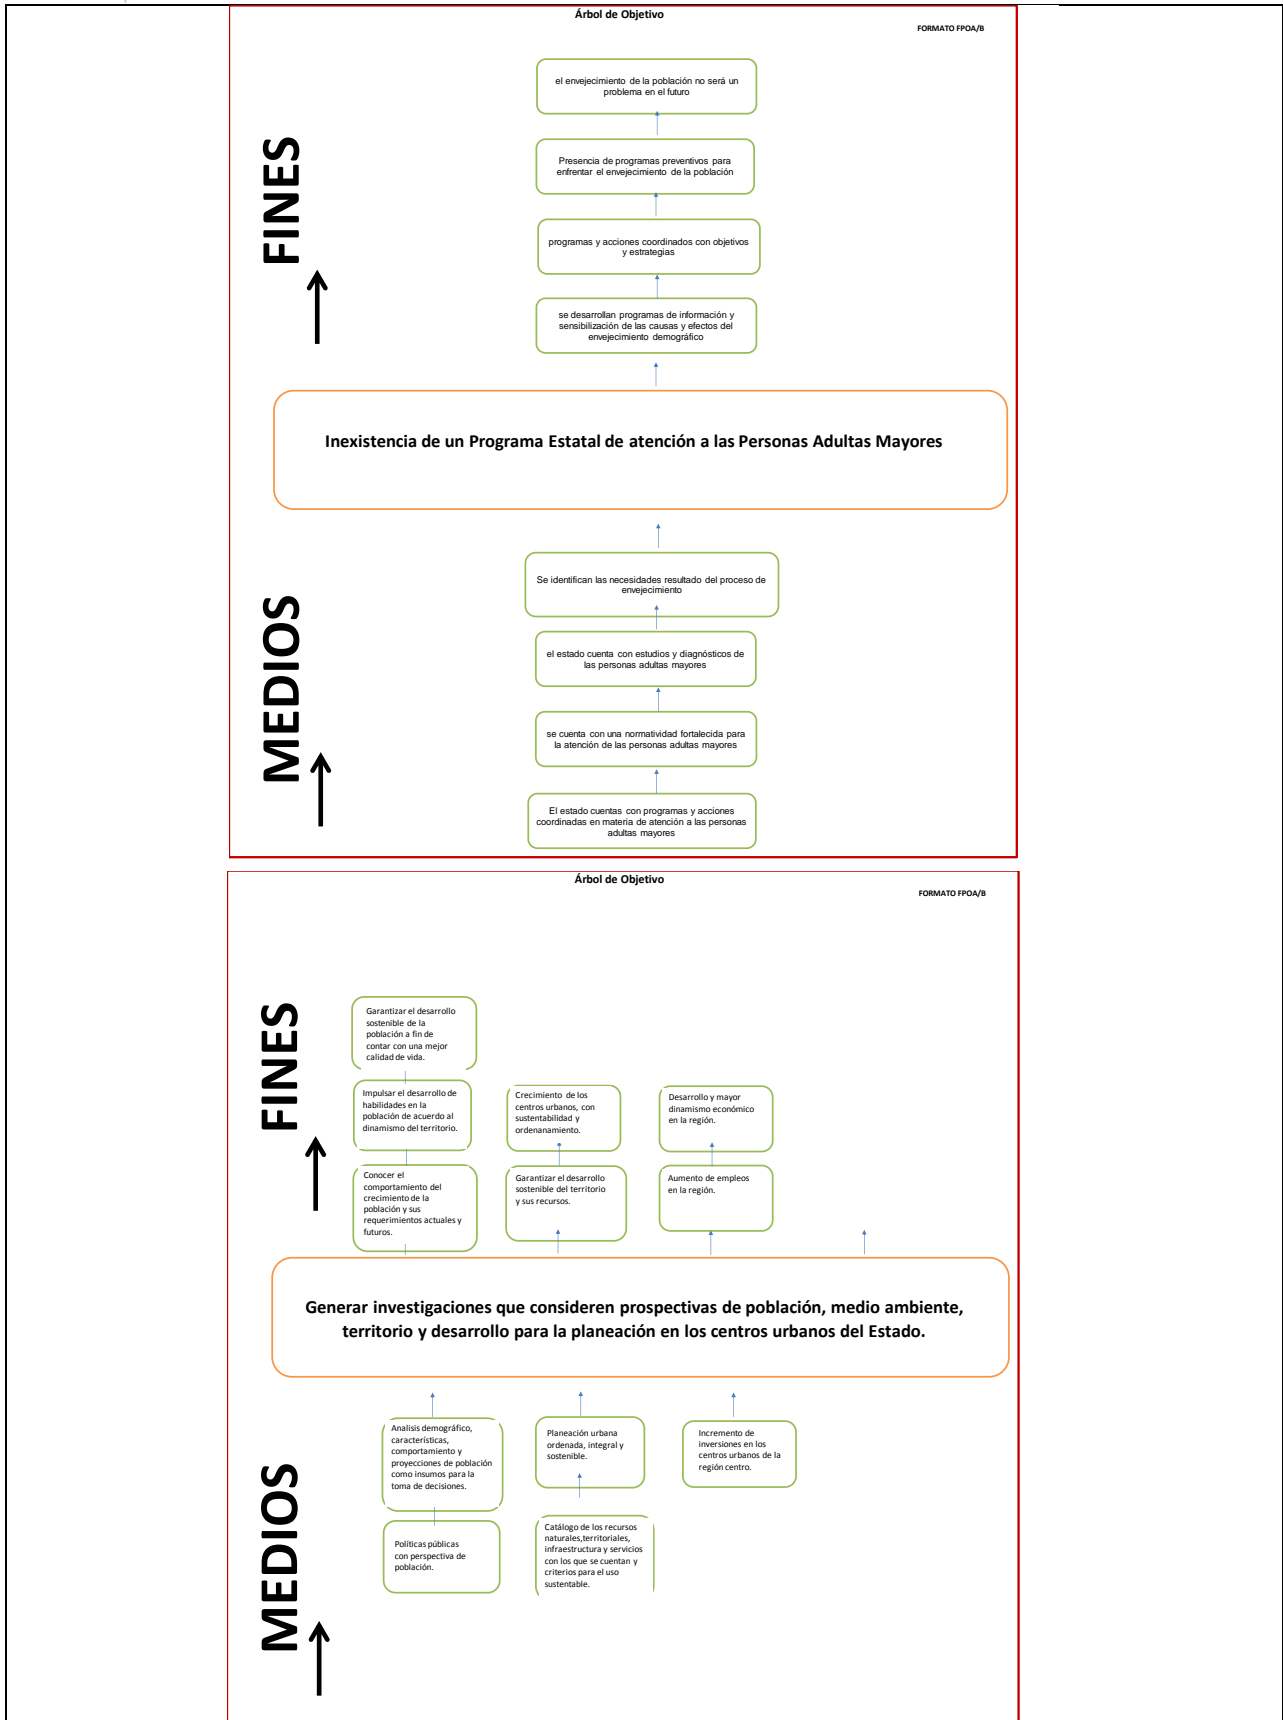 Árbol de Objetivo
FORMATO FPOA/B
FINES
el envejecimiento de la población no será un
problema en el futuro
Presencia de programas preventivos para
enfrentar el envejecimiento de la población
programas y acciones coordinados con objetivos
y estrategias
se desarrollan programas de información y
sensibilización de las causas y efectos del
envejecimiento demográfico
Inexistencia de un Programa Estatal de atención a las Personas Adultas Mayores
MEDIOS
Se identifican las necesidades resultado del proceso de
envejecimiento
el estado cuenta con estudios y diagnósticos de
las personas adultas mayores
se cuenta con una normatividad fortalecida para
la atención de las personas adultas mayores
El estado cuentas con programas y acciones
coordinadas en materia de atención a las personas
adultas mayores
Árbol de Objetivo
FORMATO FPOA/B
FINES
Garantizar el desarrollo
sostenible de la
población a fin de
contar con una mejor
calidad de vida.
Impulsar el desarrollo de
habilidades en la
población de acuerdo al
dinamismo del territorio.
Crecimiento de los
centros urbanos, con
sustentabilidad y
ordenanamiento.
Desarrollo y mayor
dinamismo económico
en la región.
Conocer el
comportamiento del
crecimiento de la
población y sus
requerimientos actuales y
futuros.
Garantizar el desarrollo
sostenible del territorio
y sus recursos.
Aumento de empleos
en la región.
Generar investigaciones que consideren prospectivas de población, medio ambiente,
territorio y desarrollo para la planeación en los centros urbanos del Estado.
MEDIOS
Analisis demográfico,
características,
comportamiento y
proyecciones de población
como insumos para la
toma de decisiones.
Planeación urbana
ordenada, integral y
sostenible.
Incremento de
inversiones en los
centros urbanos de la
región centro.
Políticas públicas
con perspectiva de
población.
Catálogo de los recursos
naturales,territoriales,
infraestructura y servicios
con los que se cuentan y
criterios para el uso
sustentable.